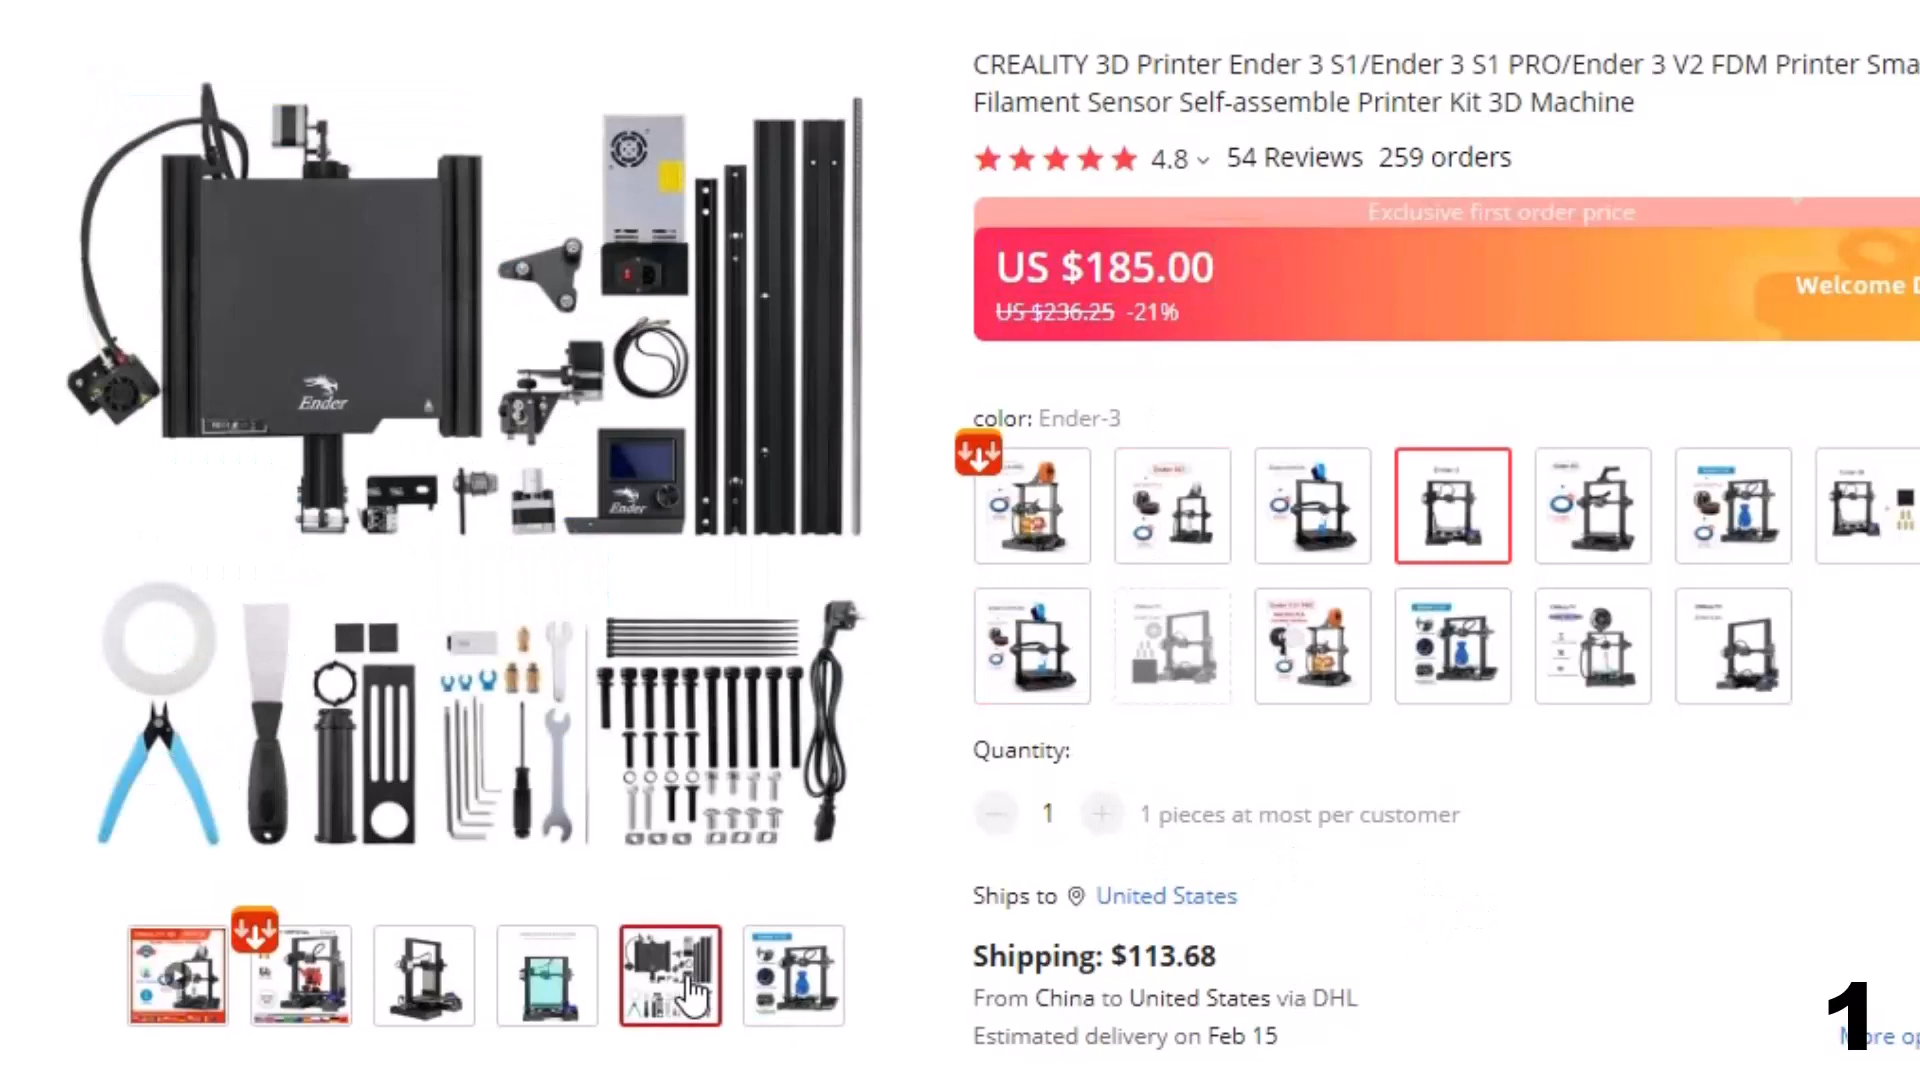 CREALITY 3D Printer Ender 3 S1/Ender 3 S1 PRO/Ender 3 V2 FDM Printer Sma
Filament Sensor Self-assemble Printer Kit 3D Machine
4.8 54 Reviews 259 orders
Exclusive first order price
US $185.00
US $236.25 -21%
Welcome D
color: Ender-3
Ender
Ender
Quantity:
1
1 pieces at most per customer
Ships to United States
Shipping: $113.68
From China to United States via DHL
Estimated delivery on Feb 15
More op
1